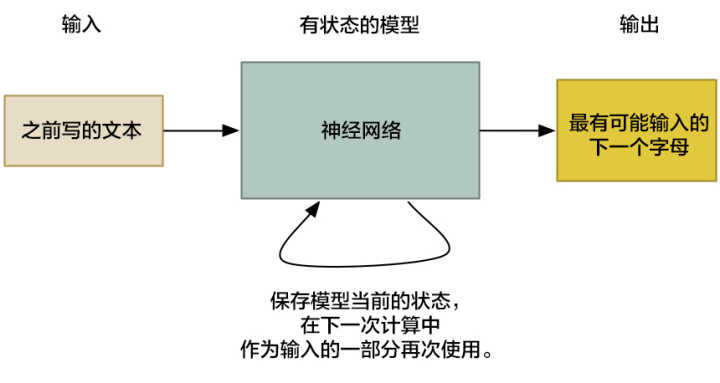 输入
有状态的模型
输出
之前写的文本
神经网络
最有可能输入的
下一个字母
保存模型当前的状态，
在下一次计算中
作为输入的一部分再次使用。